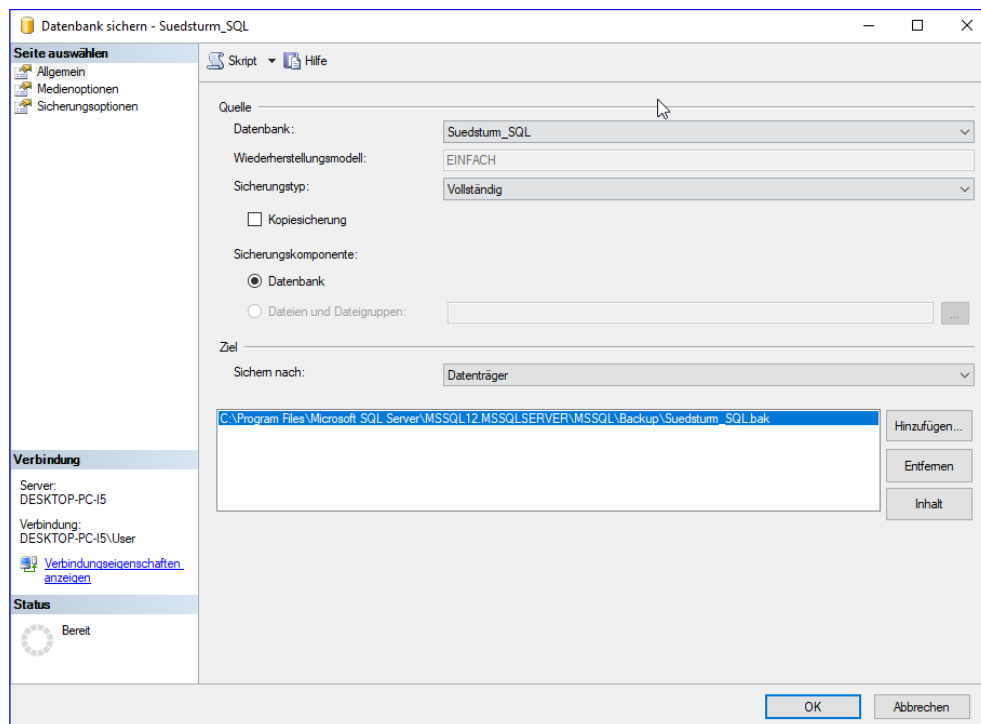 Datenbank sichern - Suedsturm_SQL
Seite auswählen
Allgemein
Medienoptionen
Sicherungsoptionen
Skript
Hilfe
Quelle
Datenbank:
Suedsturm_SQL
Wiederherstellungsmodell:
EINFACH
Sicherungstyp:
Vollständig
Kopiesicherung
Sicherungskomponente:
Datenbank
Dateien und Dateigruppen:
...
Ziel
Sichern nach:
Datenträger
C:\Program Files\Microsoft SQL Server\MSSQL12.MSSQLSERVER\MSSQL\Backup\Suedsturm_SQL.bak
Hinzufügen...
Entfernen
Inhalt
Verbindung
Server:
DESKTOP-PC-I5
Verbindung:
DESKTOP-PC-I5\User
Verbindungseigenschaften
anzeigen
Status
Bereit
OK
Abbrechen